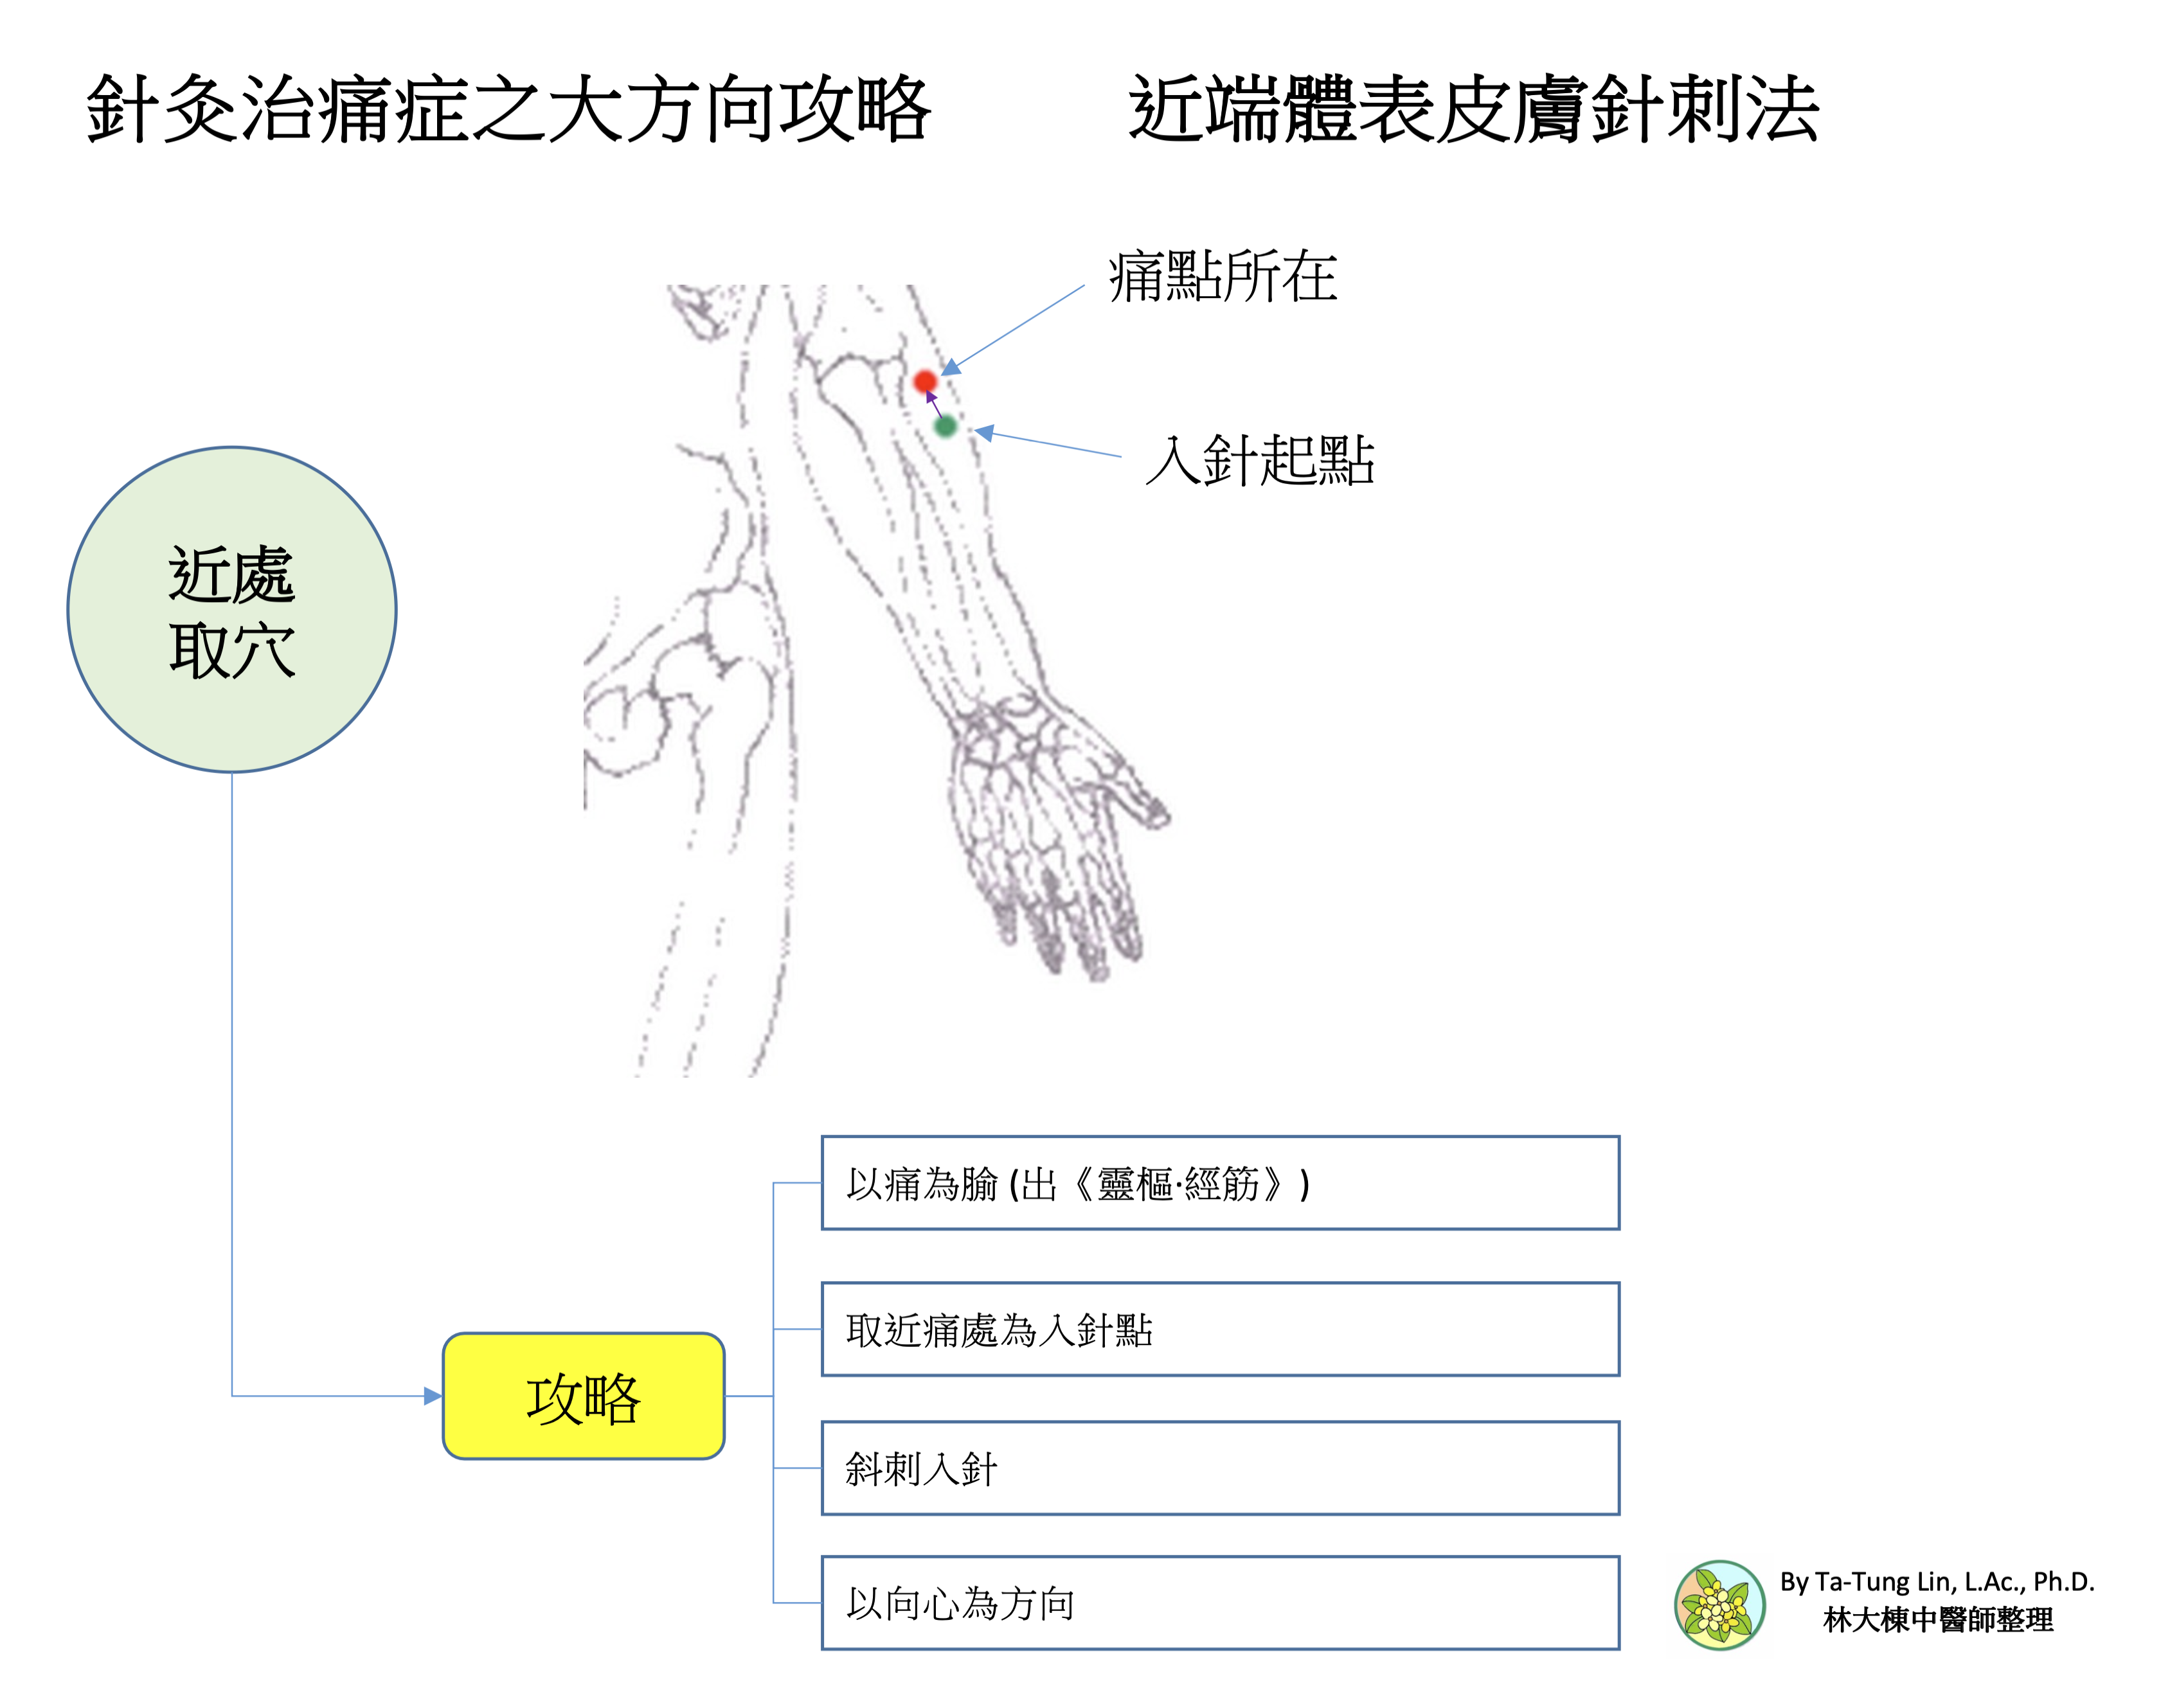 針灸治痛症之大方向攻略 近端體表皮膚針刺法
痛點所在
入針起點
近處
取穴
以痛為腧 (出《靈樞·經筋》)
取近痛處為入針點
攻略
斜刺入針
以向心為方向
By Ta-Tung Lin, L.Ac., Ph.D.
林大棟中醫師整理